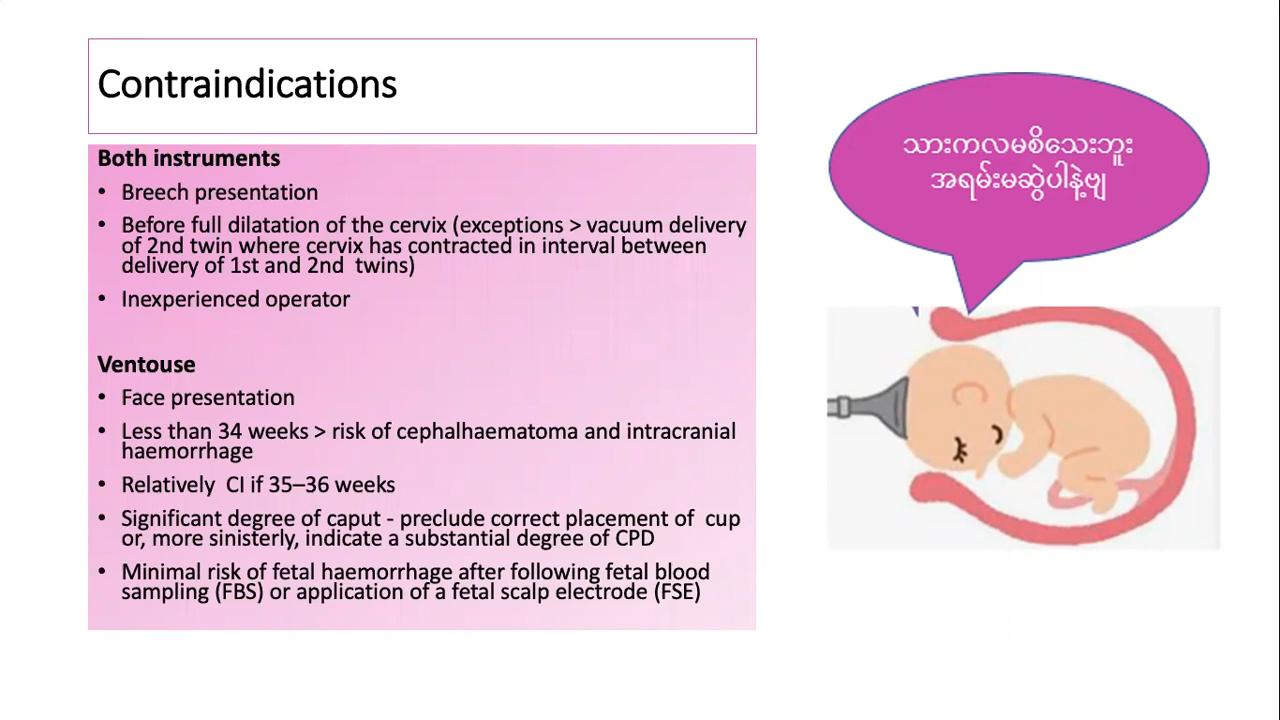 Contraindications
Both instruments
• Breech presentation
• Before full dilatation of the cervix (exceptions > vacuum delivery
of 2nd twin where cervix has contracted in interval between
delivery of 1st and 2nd  twins)
• Inexperienced operator
Ventouse
• Face presentation
• Less than 34 weeks > risk of cephalhaematoma and intracranial
haemorrhage
• Relatively  CI if 35–36 weeks
• Significant degree of caput - preclude correct placement of  cup
or, more sinisterly, indicate a substantial degree of CPD
• Minimal risk of fetal haemorrhage after following fetal blood
sampling (FBS) or application of a fetal scalp electrode (FSE)
သားကလမစိသေးဘူး
အရမ်းမဆွဲပါနဲ့ဗျ